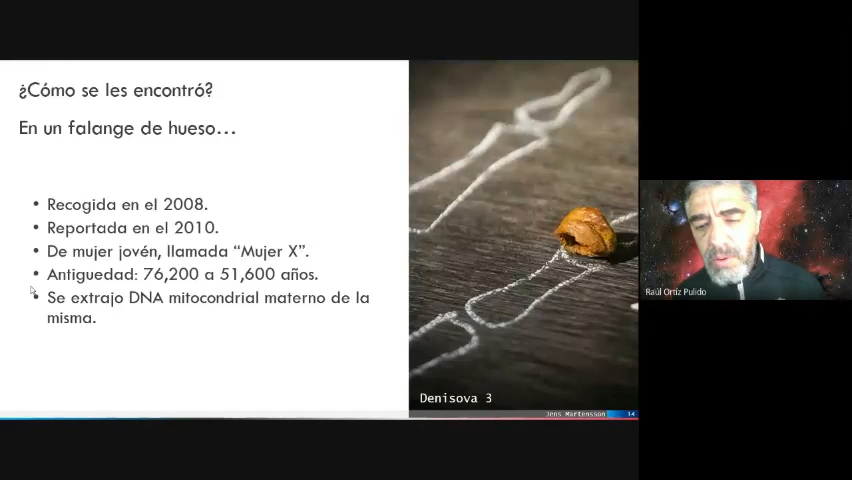 ¿Cómo se les encontró?
En un falange de hueso…
• Recogida en el 2008.
• Reportada en el 2010.
• De mujer jovén, llamada “Mujer X”.
• Antiguedad: 76,200 a 51,600 años.
• Se extrajo DNA mitocondrial materno de la
misma.
Denisova 3
Jens Martensson
14
Raúl Ortíz Pulido